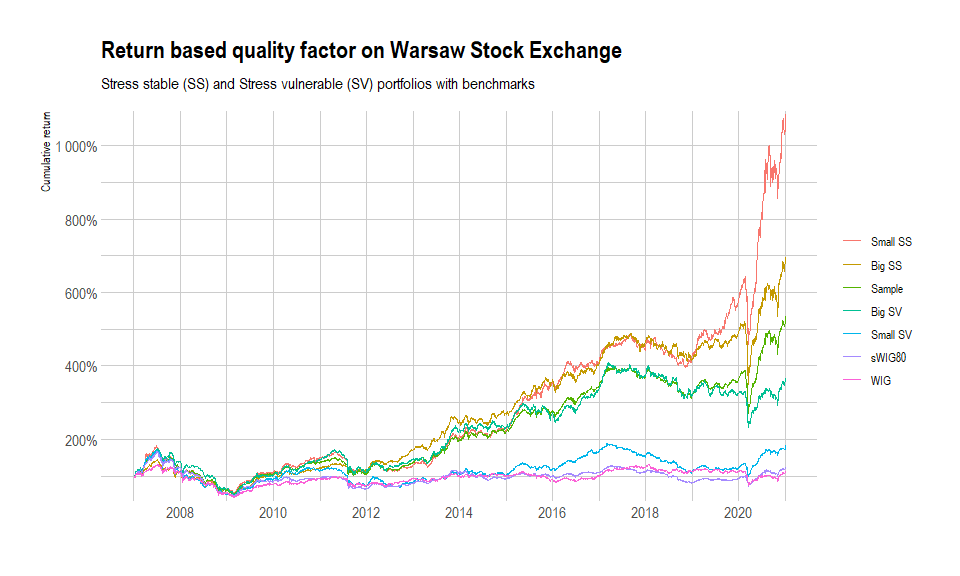 Return based quality factor on Warsaw Stock Exchange
Stress stable (SS) and Stress vulnerable (SV) portfolios with benchmarks
Cumulative return
1 000%
800%
600%
400%
200%
2008
2010
2012
2014
2016
2018
2020
Small SS
Big SS
Sample
Big SV
Small SV
sWIG80
WIG